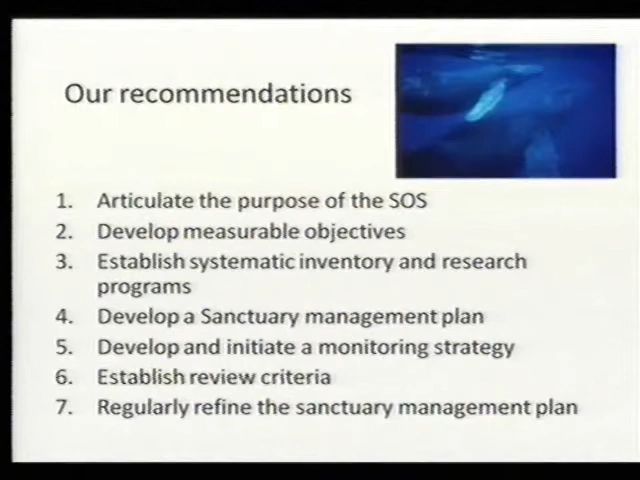 Our recommendations
1. Articulate the purpose of the SOS
2. Develop measurable objectives
3. Establish systematic inventory and research
programs
4. Develop a Sanctuary management plan
5. Develop and initiate a monitoring strategy
6. Establish review criteria
7. Regularly refine the sanctuary management plan